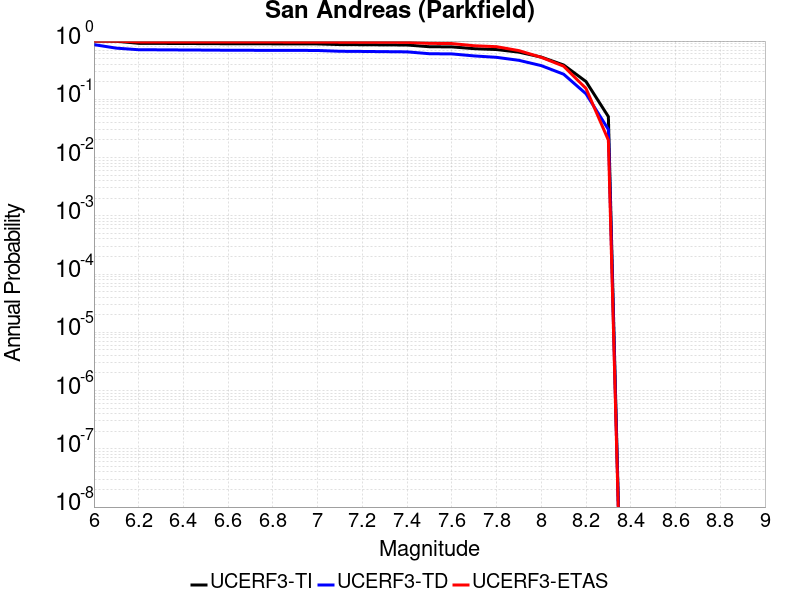 San Andreas (Parkfield)
10^0
10^-1
10^-2
10^-3
10^-4
10^-5
10^-6
10^-7
10^-8
Annual Probability
6 6.2 6.4 6.6 6.8 7 7.2 7.4 7.6 7.8 8 8.2 8.4 8.6 8.8 9
Magnitude
UCERF3-TI UCERF3-TD UCERF3-ETAS